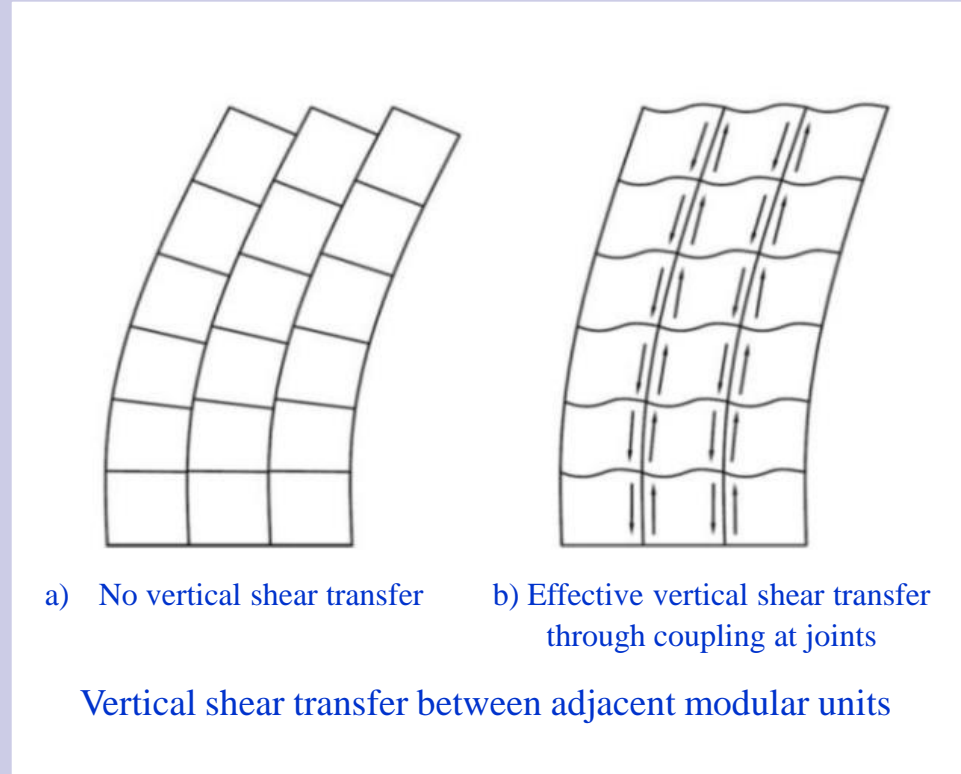 a) No vertical shear transfer
b) Effective vertical shear transfer
through coupling at joints
Vertical shear transfer between adjacent modular units